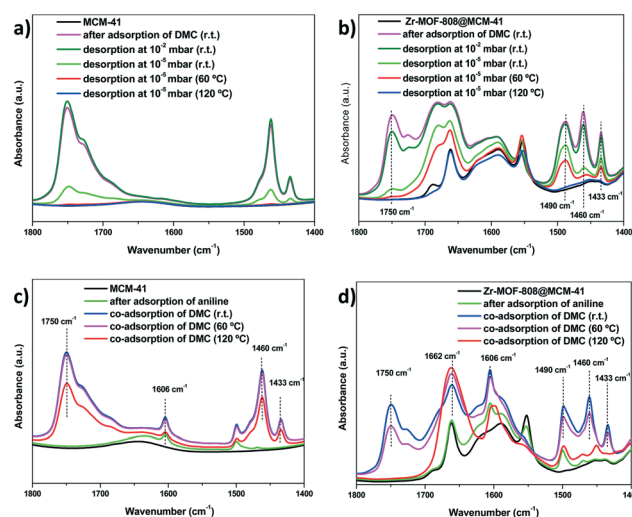 a)
MCM-41
after adsorption of DMC (r.t.)
desorption at 10⁻² mbar (r.t.)
desorption at 10⁻⁵ mbar (r.t.)
desorption at 10⁻⁵ mbar (60 ºC)
desorption at 10⁻⁵ mbar (120 ºC)
Absorbance (a.u.)
1800 1700 1600 1500 1400
Wavenumber (cm⁻¹)
b)
Zr-MOF-808@MCM-41
after adsorption of DMC (r.t.)
desorption at 10⁻² mbar (r.t.)
desorption at 10⁻⁵ mbar (r.t.)
desorption at 10⁻⁵ mbar (60 ºC)
desorption at 10⁻⁵ mbar (120 ºC)
Absorbance (a.u.)
1750 cm⁻¹
1490 cm⁻¹
1433 cm⁻¹
1460 cm⁻¹
1800 1700 1600 1500 1400
Wavenumber (cm⁻¹)
c)
MCM-41
after adsorption of aniline
co-adsorption of DMC (r.t.)
co-adsorption of DMC (60 ºC)
co-adsorption of DMC (120 ºC)
Absorbance (a.u.)
1750 cm⁻¹
1606 cm⁻¹
1460 cm⁻¹
1433 cm⁻¹
1800 1700 1600 1500 1400
Wavenumber (cm⁻¹)
d)
Zr-MOF-808@MCM-41
after adsorption of aniline
co-adsorption of DMC (r.t.)
co-adsorption of DMC (60 ºC)
co-adsorption of DMC (120 ºC)
Absorbance (a.u.)
1750 cm⁻¹
1662 cm⁻¹
1606 cm⁻¹
1490 cm⁻¹
1460 cm⁻¹
1433 cm⁻¹
1800 1700 1600 1500 1400
Wavenumber (cm⁻¹)